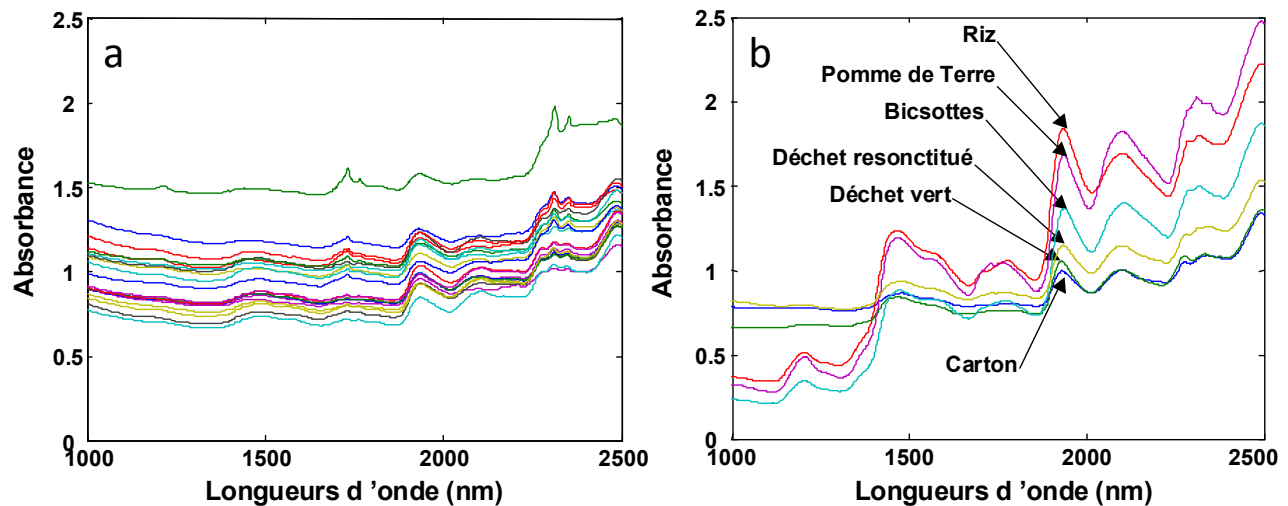 a
2.5
2
1.5
1
0.5
0
1000
1500
2000
2500
Absorbance
Longueurs d ’onde (nm)
b
2.5
2
1.5
1
0.5
0
1000
1500
2000
2500
Absorbance
Longueurs d ’onde (nm)
Riz
Pomme de Terre
Bicsottes
Déchet resonctitué
Déchet vert
Carton